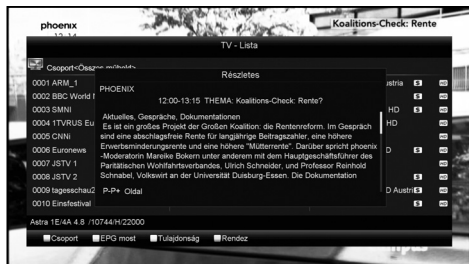 phoenix
Koalitions-Check: Rente
TV - Lista
Részletes
0001 ARM_1
PHOENIX
0002 BBC World
12:00-13:15 THEMA: Koalitions-Check: Rente?
0003 SMNI
HD
Aktuelles, Gespräche, Dokumentationen
0004 1TVRUS Eu
HD
Es ist ein großes Projekt der Großen Koalition: die Rentenreform. Im Gespräch
sind eine abschlagsfreie Rente für langjährige Beitragszahler, eine höhere
0005 CNNi
Erwerbsminderungsrente und eine höhere "Mütterrente". Darüber spricht phoenix
0006 Euronews
-Moderatorin Mareike Bokern unter anderem mit dem Hauptgeschäftsführer des
0007 JSTV 1
Paritätischen Wohlfahrtsverbandes, Ulrich Schneider, und Professor Reinhold
0008 JSTV 2
Schnabel, Volkswirt an der Universität Duisburg-Essen. Die Dokumentation
0009 tagesschau2
P-P+ Oldal
0010 Einsfestival
Astra 1E/4A 4.8 /10744/H/22000
Csoport
EPG most
Tulajdonság
Rendez